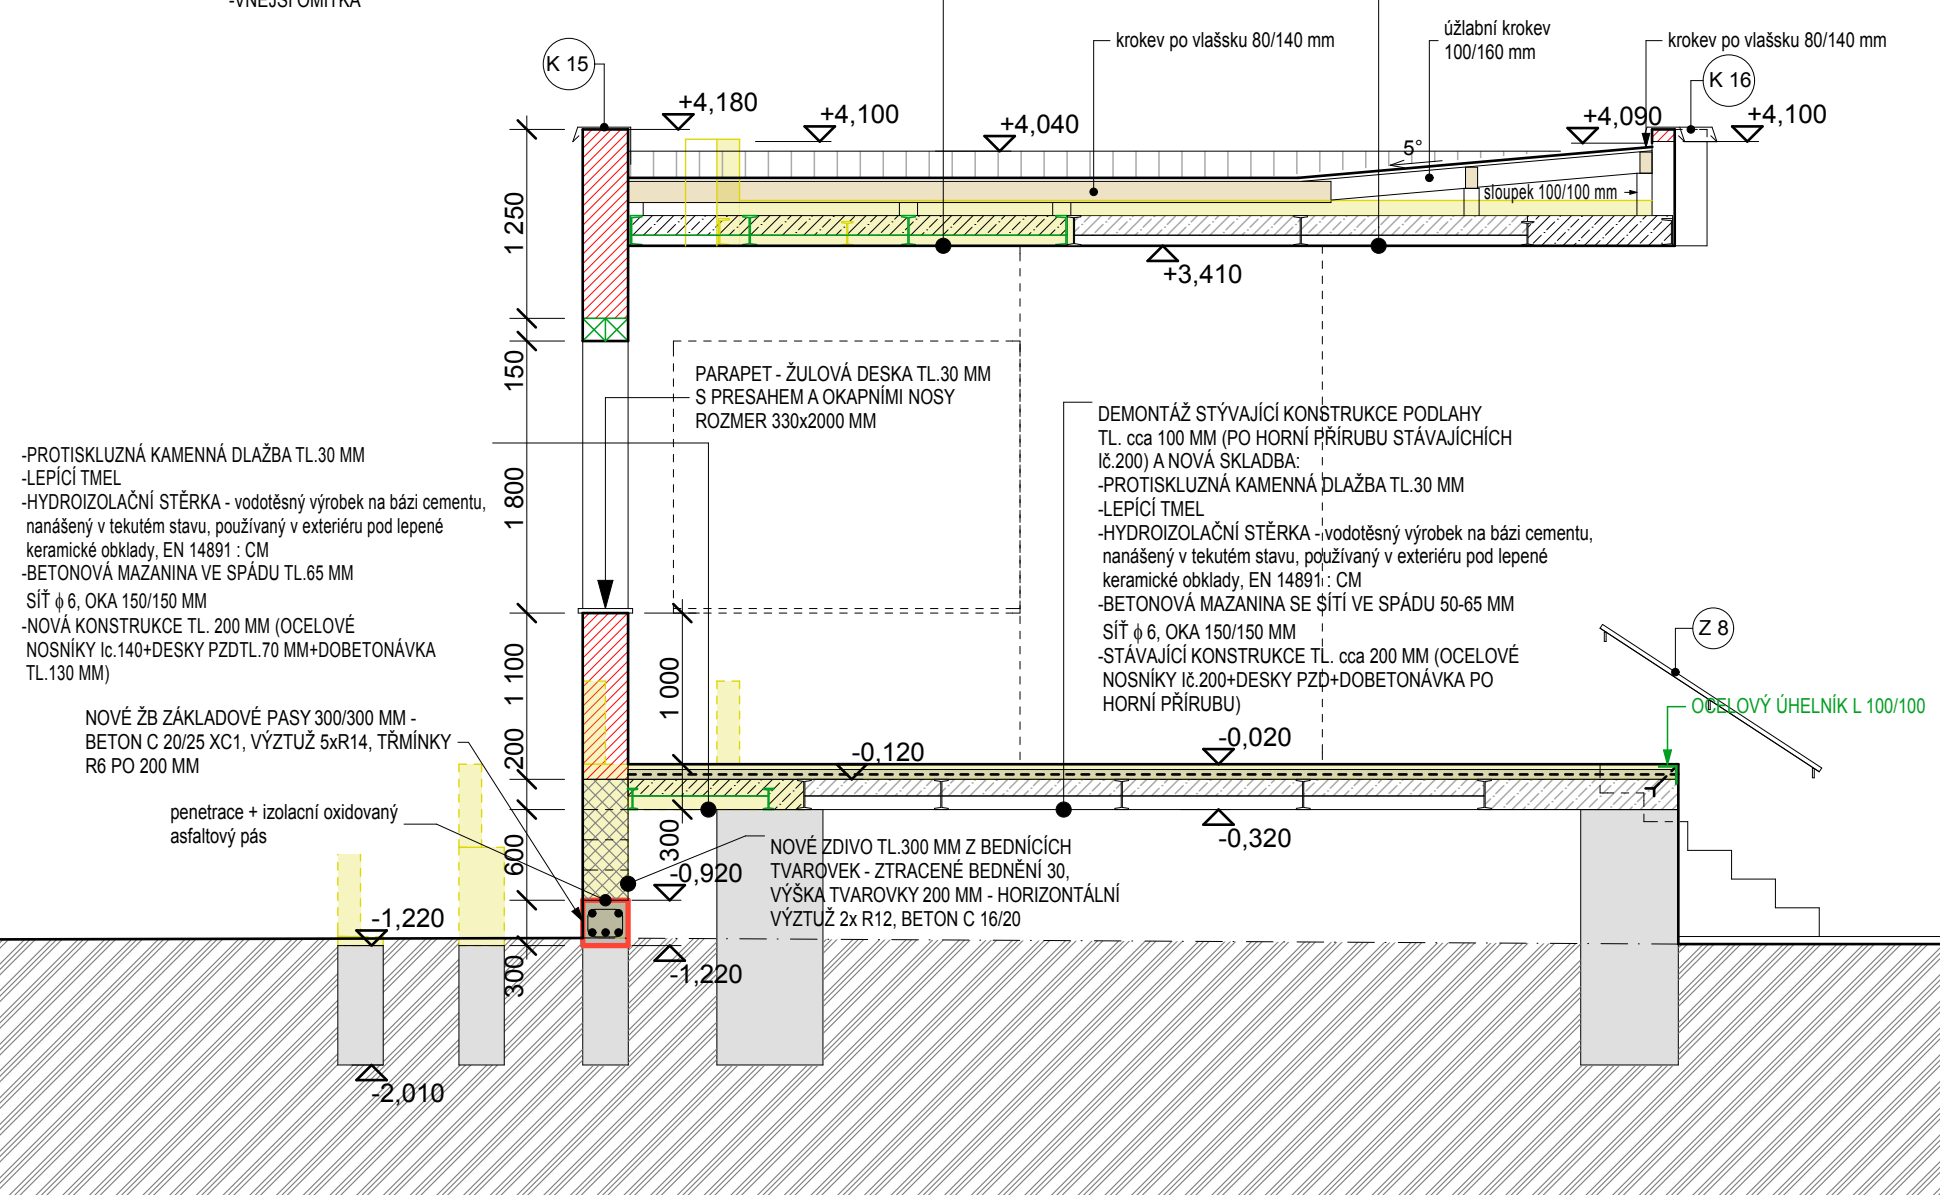 -VNEJŠÍ OMÍTKA
krokev po vlašsku 80/140 mm
úžlabní krokev
100/160 mm
krokev po vlašsku 80/140 mm
K 15
K 16
+4,180
+4,100
+4,040
+4,090
+4,100
5°
sloupek 100/100 mm
+3,410
1 250
150
1 800
1 100
200
600
300
1 000
300
PARAPET - ŽULOVÁ DESKA TL.30 MM
S PRESAHEM A OKAPNÍMI NOSY
ROZMER 330x2000 MM
-PROTISKLUZNÁ KAMENNÁ DLAŽBA TL.30 MM
-LEPÍCÍ TMEL
-HYDROIZOLAČNÍ STĚRKA - vodotěsný výrobek na bázi cementu,
nanášený v tekutém stavu, používaný v exteriéru pod lepené
keramické obklady, EN 14891 : CM
-BETONOVÁ MAZANINA VE SPÁDU TL.65 MM
SÍŤ ϕ 6, OKA 150/150 MM
-NOVÁ KONSTRUKCE TL. 200 MM (OCELOVÉ
NOSNÍKY Ic.140+DESKY PZDTL.70 MM+DOBETONÁVKA
TL.130 MM)
NOVÉ ŽB ZÁKLADOVÉ PASY 300/300 MM -
BETON C 20/25 XC1, VÝZTUŽ 5xR14, TŘMÍNKY
R6 PO 200 MM
penetrace + izolacní oxidovaný
asfaltový pás
DEMONTÁŽ STÝVAJÍCÍ KONSTRUKCE PODLAHY
TL. cca 100 MM (PO HORNÍ PŘÍRUBU STÁVAJÍCHÍCH
Ič.200) A NOVÁ SKLADBA:
-PROTISKLUZNÁ KAMENNÁ DLAŽBA TL.30 MM
-LEPÍCÍ TMEL
-HYDROIZOLAČNÍ STĚRKA - vodotěsný výrobek na bázi cementu,
nanášený v tekutém stavu, používaný v exteriéru pod lepené
keramické obklady, EN 14891 : CM
-BETONOVÁ MAZANINA SE SÍTÍ VE SPÁDU 50-65 MM
SÍŤ ϕ 6, OKA 150/150 MM
-STÁVAJÍCÍ KONSTRUKCE TL. cca 200 MM (OCELOVÉ
NOSNÍKY Ič.200+DESKY PZD+DOBETONÁVKA PO
HORNÍ PŘÍRUBU)
Z 8
OCELOVÝ ÚHELNÍK L 100/100
-0,120
-0,020
-0,320
NOVÉ ZDIVO TL.300 MM Z BEDNÍCÍCH
TVAROVEK - ZTRACENÉ BEDNĚNÍ 30,
VÝŠKA TVAROVKY 200 MM - HORIZONTÁLNÍ
VÝZTUŽ 2x R12, BETON C 16/20
-0,920
-1,220
-1,220
-2,010